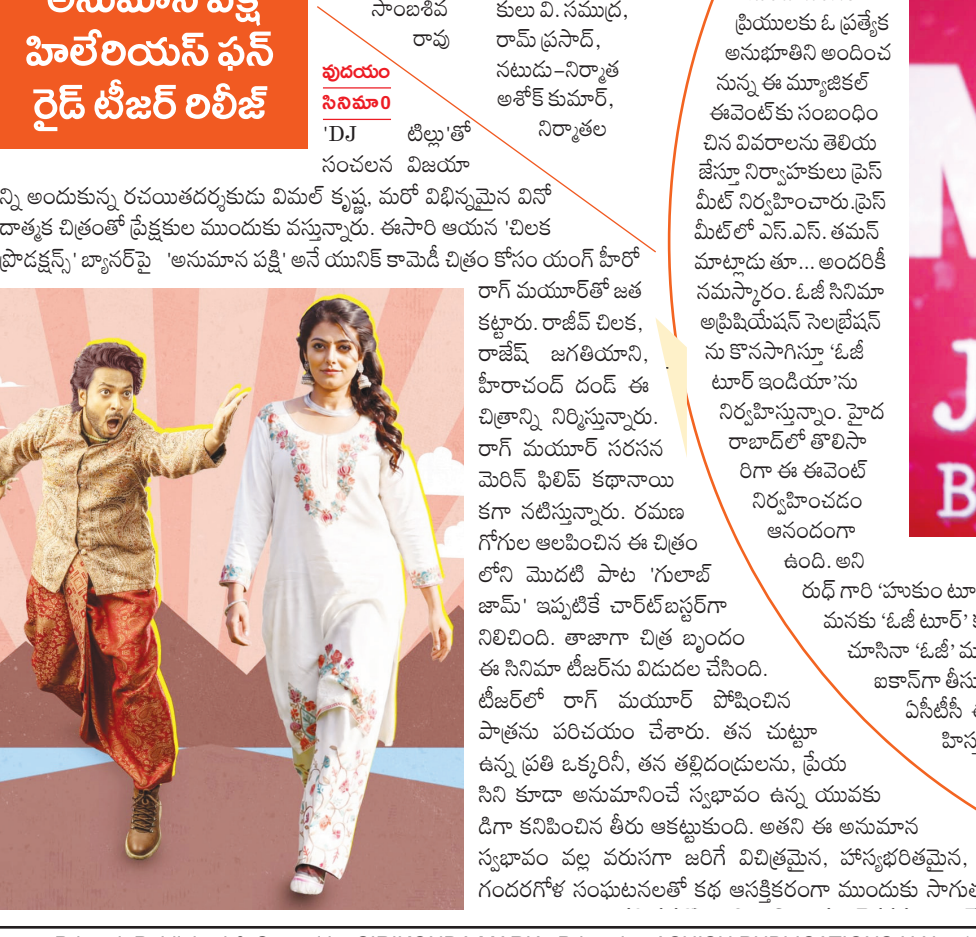 అనుమాన పక్షి
హిలేరియస్ ఫన్
రైడ్ టీజర్ రిలీజ్
వుదయం
సినిమా0
'DJ టిల్లు'తో
సంచలన విజయా
న్ని అందుకున్న రచయితదర్శకుడు విమల్ కృష్ణ, మరో విభిన్నమైన వినో
దాత్మక చిత్రంతో ప్రేక్షకుల ముందుకు వస్తున్నారు. ఈసారి ఆయన 'చిలక
ప్రొడక్షన్స్' బ్యానర్‌పై 'అనుమాన పక్షి' అనే యునిక్ కామెడీ చిత్రం కోసం యంగ్ హీరో
రాగ్ మయూర్‌తో జత
కట్టారు. రాజీవ్ చిలక,
రాజేష్ జగతియాని,
హీరాచంద్ దండ్ ఈ
చిత్రాన్ని నిర్మిస్తున్నారు.
రాగ్ మయూర్ సరసన
మెరిన్ ఫిలిప్ కథానాయి
కగా నటిస్తున్నారు. రమణ
గోగుల ఆలపించిన ఈ చిత్రం
లోని మొదటి పాట 'గులాబ్
జామ్' ఇప్పటికే చార్ట్‌బస్టర్‌గా
నిలిచింది. తాజాగా చిత్ర బృందం
ఈ సినిమా టీజర్‌ను విడుదల చేసింది.
టీజర్‌లో రాగ్ మయూర్ పోషించిన
పాత్రను పరిచయం చేశారు. తన చుట్టూ
ఉన్న ప్రతి ఒక్కరినీ, తన తల్లిదండ్రులను, ప్రేయ
సిని కూడా అనుమానించే స్వభావం ఉన్న యువకు
డిగా కనిపించిన తీరు ఆకట్టుకుంది. అతని ఈ అనుమాన
స్వభావం వల్ల వరుసగా జరిగే విచిత్రమైన, హాస్యభరితమైన,
గందరగోళ సంఘటనలతో కథ ఆసక్తికరంగా ముందుకు
సాంబశివ
రావు
కులు వి. సముద్ర,
రామ్ ప్రసాద్,
నటుడు–నిర్మాత
అశోక్ కుమార్,
నిర్మాతల
ప్రియులకు ఓ ప్రత్యేక
అనుభూతిని అందించ
నున్న ఈ మ్యూజికల్
ఈవెంట్‌కు సంబంధిం
చిన వివరాలను తెలియ
జేస్తూ నిర్వాహకులు ప్రెస్
మీట్ నిర్వహించారు.ప్రెస్
మీట్‌లో ఎస్.ఎస్. తమన్
మాట్లాడు తూ... అందరికీ
నమస్కారం. ఓజీ సినిమా
అప్రిషియేషన్ సెలబ్రేషన్
ను కొనసాగిస్తూ ‘ఓజీ
టూర్ ఇండియా’ను
నిర్వహిస్తున్నాం. హైద
రాబాద్‌లో తొలిసా
రిగా ఈ ఈవెంట్
నిర్వహించడం
ఆనందంగా
ఉంది. అని
రుధ్ గారి ‘హుకుం టూ
మనకు ‘ఓజీ టూర్’
చూసినా ‘ఓజీ’
ఐకాన్‌గా
ఏసీటీసీ
J
B